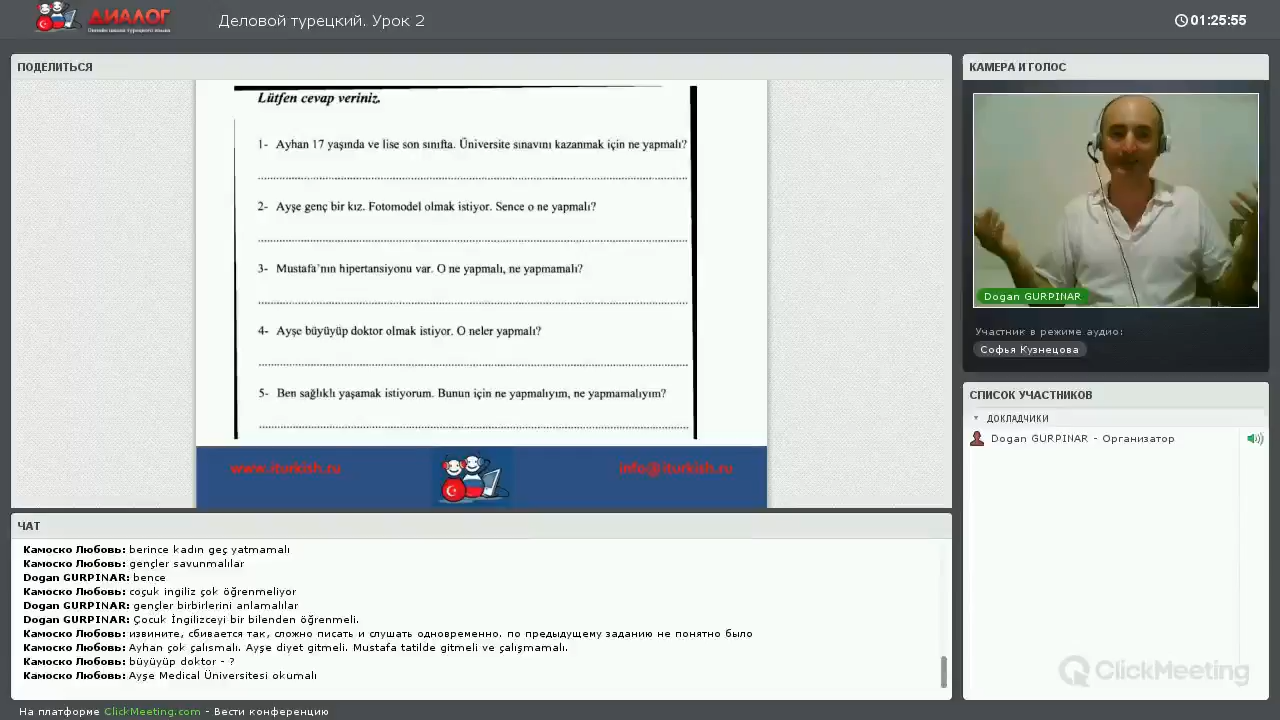 ДИАЛОГ
Онлайн школа турецкого языка
Деловой турецкий. Урок 2
01:25:55
ПОДЕЛИТЬСЯ
Lütfen cevap veriniz.
1- Ayhan 17 yaşında ve lise son sınıfta. Üniversite sınavını kazanmak için ne yapmalı?
2- Ayşe genç bir kız. Fotomodel olmak istiyor. Sence o ne yapmalı?
3- Mustafa'nın hipertansiyonu var. O ne yapmalı, ne yapmamalı?
4- Ayşe büyüyüp doktor olmak istiyor. O neler yapmalı?
5- Ben sağlıklı yaşamak istiyorum. Bunun için ne yapmalıyım, ne yapmamalıyım?
www.iturkish.ru
info@iturkish.ru
КАМЕРА И ГОЛОС
Dogan GURPINAR
Участник в режиме аудио:
Софья Кузнецова
СПИСОК УЧАСТНИКОВ
ДОКЛАДЧИКИ
Dogan GURPINAR - Организатор
ЧАТ
Камоско Любовь: berince kadın geç yatmamalı
Камоско Любовь: gençler savunmalılar
Dogan GURPINAR: bence
Камоско Любовь: coşuk ingiliz çok öğrenmeliyor
Dogan GURPINAR: gençler birbirlerini anlamalılar
Dogan GURPINAR: Çocuk İngilizceyi bir bilenden öğrenmeli.
Камоско Любовь: извините, сбивается так, сложно писать и слушать одновременно. по предыдущему заданию не понятно было
Камоско Любовь: Ayhan çok çalısmalı. Ayşe diyet gitmeli. Mustafa tatilde gitmeli ve çalışmamalı.
Камоско Любовь: büyüyüp doktor - ?
Камоско Любовь: Ayşe Medical Üniversitesi okumalı
ClickMeeting
На платформе ClickMeeting.com - Вести конференцию